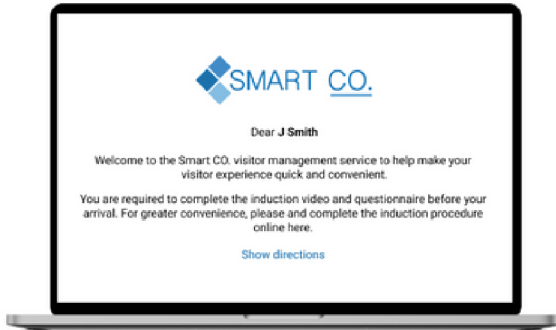 SMART CO.
Dear J Smith
Welcome to the Smart CO. visitor management service to help make your
visitor experience quick and convenient.
You are required to complete the induction video and questionnaire before your
arrival. For greater convenience, please and complete the induction procedure
online here.
Show directions